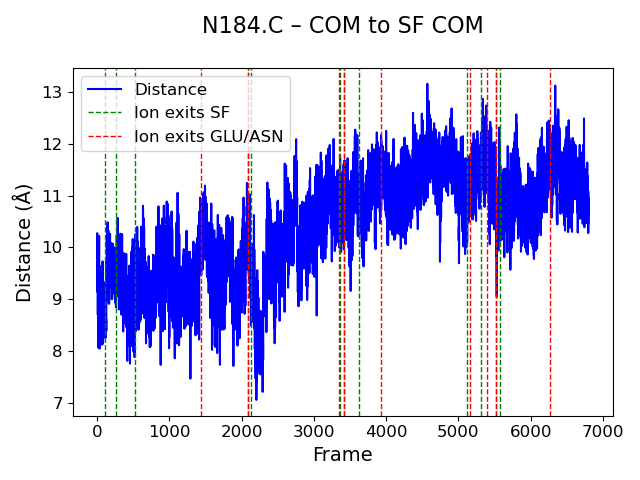 N184.C – COM to SF COM
Distance
Ion exits SF
Ion exits GLU/ASN
Distance (Å)
13
12
11
10
9
8
7
0 1000 2000 3000 4000 5000 6000 7000
Frame